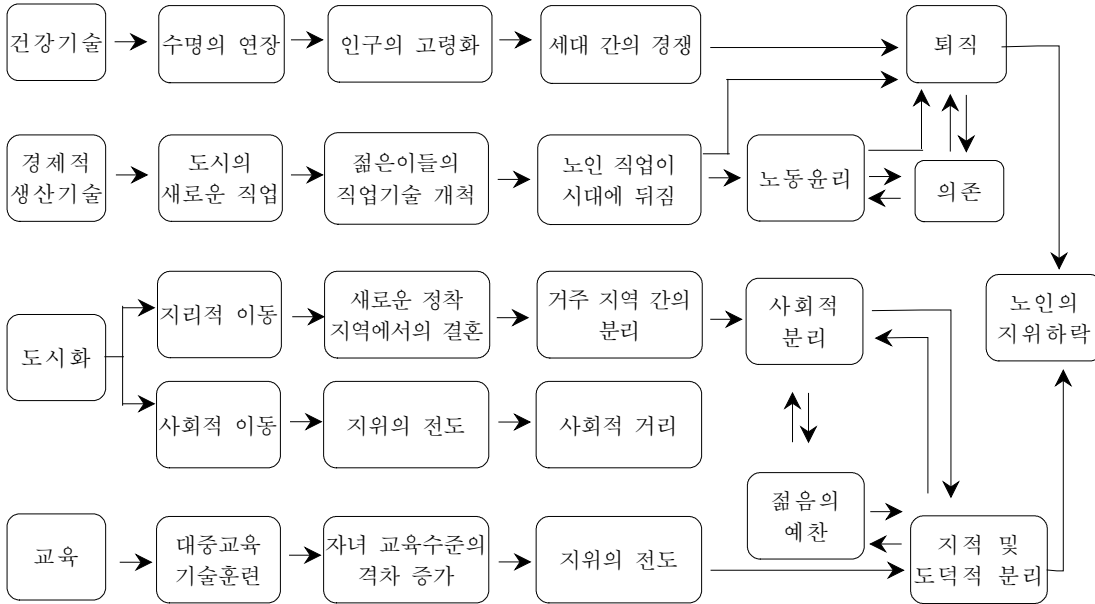 건강기술
수명의 연장
인구의 고령화
세대 간의 경쟁
퇴직
경제적
생산기술
도시의
새로운 직업
젊은이들의
직업기술 개척
노인 직업이
시대에 뒤짐
노동윤리
의존
도시화
지리적 이동
새로운 정착
지역에서의 결혼
거주 지역 간의
분리
사회적
분리
노인의
지위하락
사회적 이동
지위의 전도
사회적 거리
젊음의
예찬
교육
대중교육
기술훈련
자녀 교육수준의
격차 증가
지위의 전도
지적 및
도덕적 분리